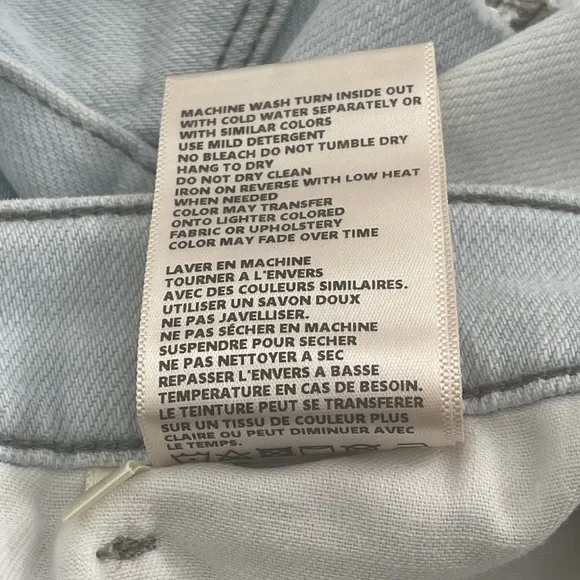 MACHINE WASH TURN INSIDE OUT
WITH COLD WATER SEPARATELY OR
WITH SIMILAR COLORS
USE MILD DETERGENT
NO BLEACH DO NOT TUMBLE DRY
HANG TO DRY
DO NOT DRY CLEAN
IRON ON REVERSE WITH LOW HEAT
WHEN NEEDED
COLOR MAY TRANSFER
ONTO LIGHTER COLORED
FABRIC OR UPHOLSTERY
COLOR MAY FADE OVER TIME
LAVER EN MACHINE
TOURNER A L'ENVERS
AVEC DES COULEURS SIMILAIRES.
UTILISER UN SAVON DOUX
NE PAS JAVELLISER.
NE PAS SÉCHER EN MACHINE
SUSPENDRE POUR SECHER
NE PAS NETTOYER A SEC
REPASSER L'ENVERS A BASSE
TEMPERATURE EN CAS DE BESOIN.
LE TEINTURE PEUT SE TRANSFERER
SUR UN TISSU DE COULEUR PLUS
CLAIRE OU PEUT DIMINUER AVEC
LE TEMPS.